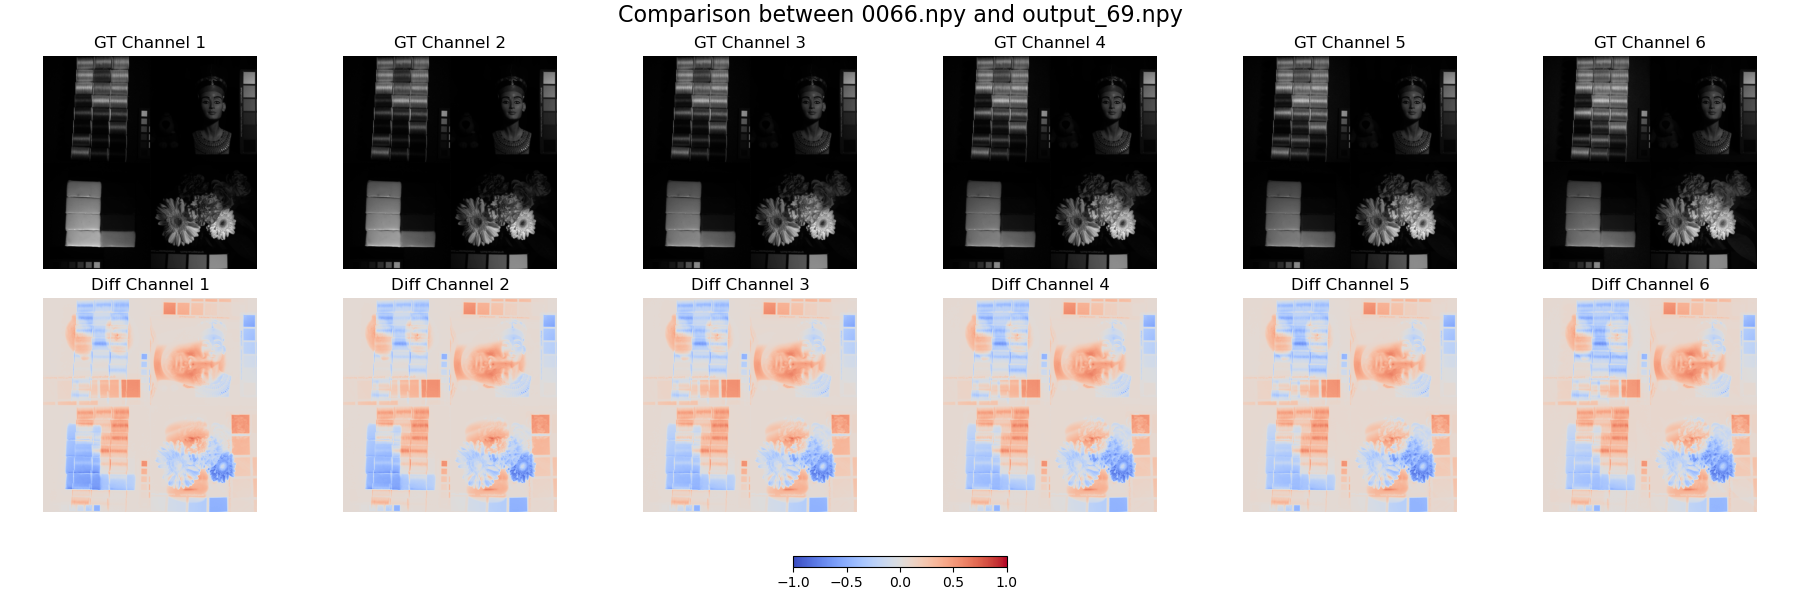 Comparison between 0066.npy and output_69.npy
GT Channel 1
GT Channel 2
GT Channel 3
GT Channel 4
GT Channel 5
GT Channel 6
Diff Channel 1
Diff Channel 2
Diff Channel 3
Diff Channel 4
Diff Channel 5
Diff Channel 6
−1.0 −0.5 0.0 0.5 1.0